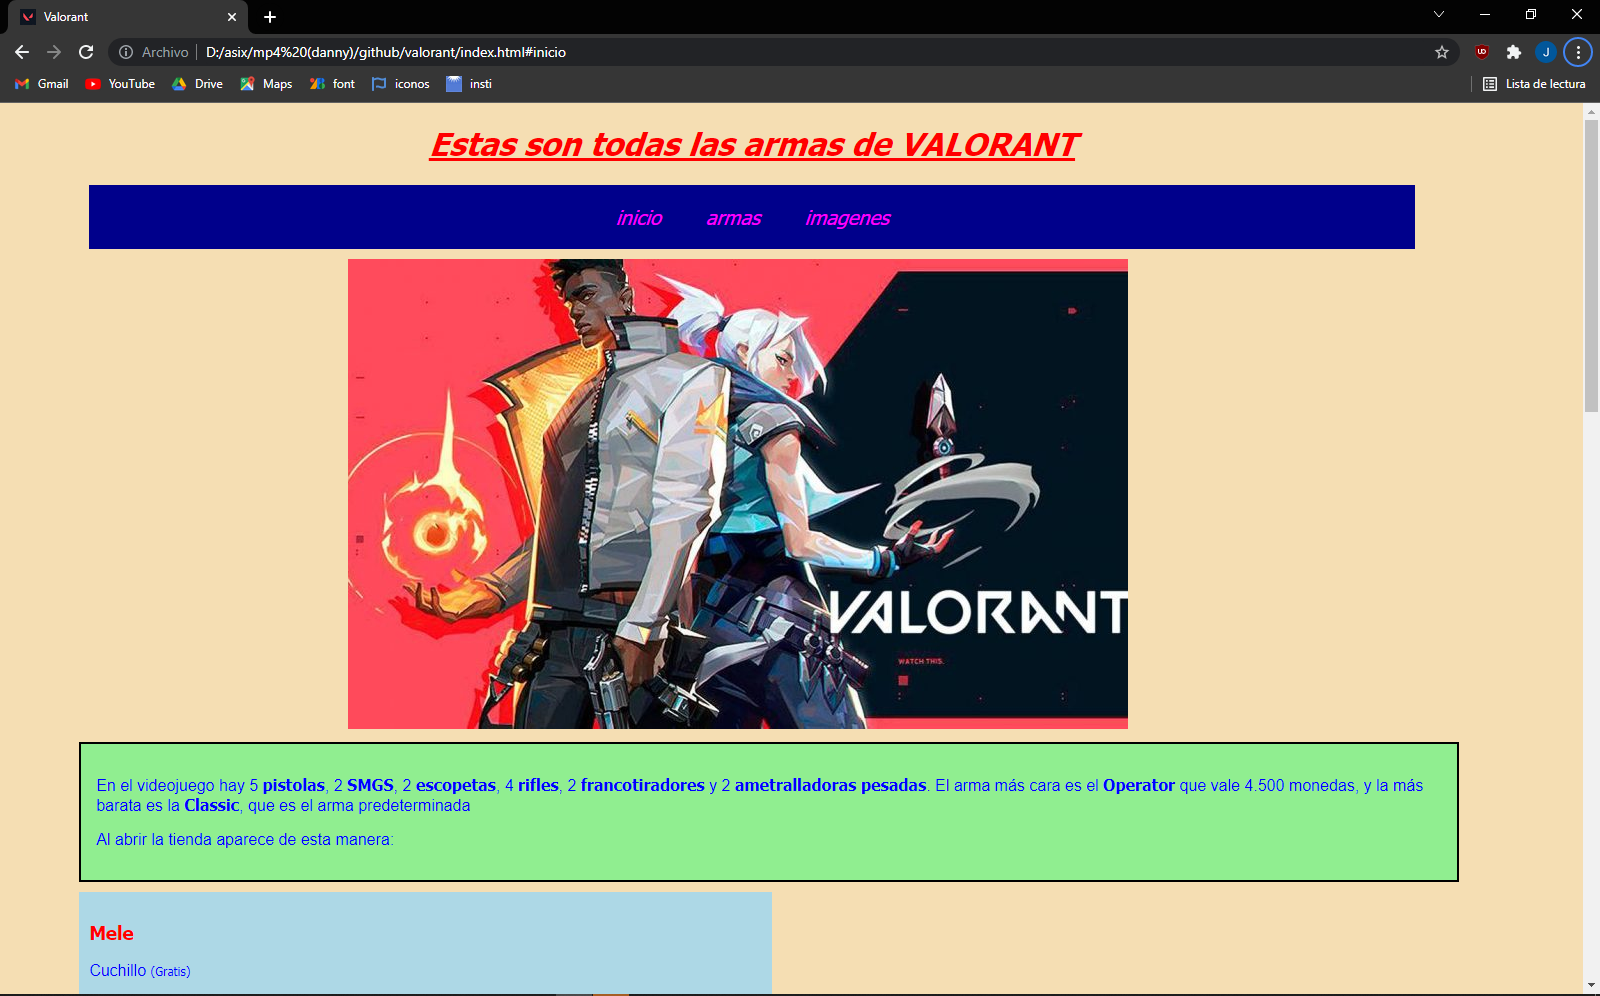 Valorant
Archivo D:/asix/mp4%20(danny)/github/valorant/index.html#inicio
UD J
Gmail YouTube Drive Maps font iconos insti Lista de lectura
Estas son todas las armas de VALORANT
inicio armas imagenes
VALORANT
WATCH THIS.
En el videojuego hay 5 pistolas, 2 SMGS, 2 escopetas, 4 rifles, 2 francotiradores y 2 ametralladoras pesadas. El arma más cara es el Operator que vale 4.500 monedas, y la más
barata es la Classic, que es el arma predeterminada
Al abrir la tienda aparece de esta manera:
Mele
Cuchillo (Gratis)